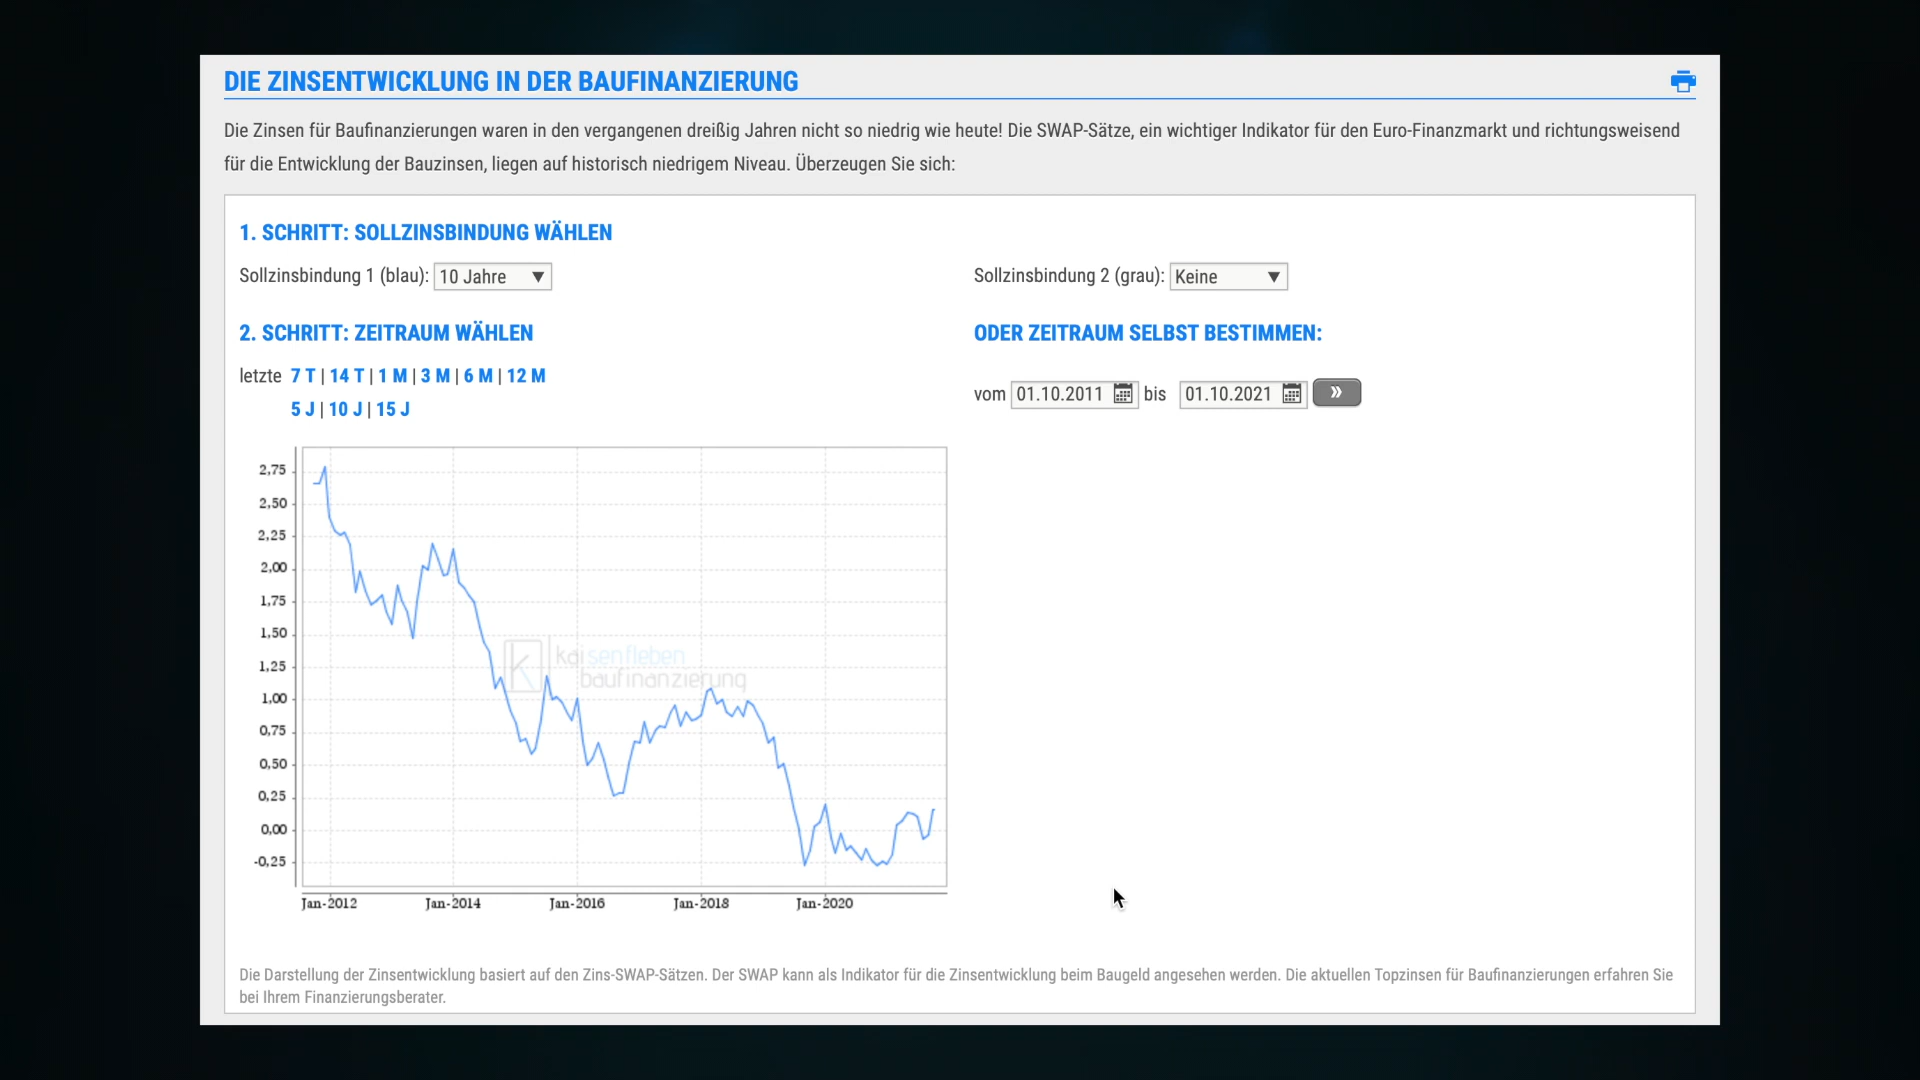 DIE ZINSENTWICKLUNG IN DER BAUFINANZIERUNG
Die Zinsen für Baufinanzierungen waren in den vergangenen dreißig Jahren nicht so niedrig wie heute! Die SWAP-Sätze, ein wichtiger Indikator für den Euro-Finanzmarkt und richtungsweisend
für die Entwicklung der Bauzinsen, liegen auf historisch niedrigem Niveau. Überzeugen Sie sich:
1. SCHRITT: SOLLZINSBINDUNG WÄHLEN
Sollzinsbindung 1 (blau): 10 Jahre
Sollzinsbindung 2 (grau): Keine
2. SCHRITT: ZEITRAUM WÄHLEN
letzte 7 T | 14 T | 1 M | 3 M | 6 M | 12 M
5 J | 10 J | 15 J
ODER ZEITRAUM SELBST BESTIMMEN:
vom 01.10.2011 bis 01.10.2021 »
2,75
2,50
2,25
2,00
1,75
1,50
1,25
1,00
0,75
0,50
0,25
0,00
-0,25
K kai senfleben
baufinanzierung
Jan-2012 Jan-2014 Jan-2016 Jan-2018 Jan-2020
Die Darstellung der Zinsentwicklung basiert auf den Zins-SWAP-Sätzen. Der SWAP kann als Indikator für die Zinsentwicklung beim Baugeld angesehen werden. Die aktuellen Topzinsen für Baufinanzierungen erfahren Sie
bei Ihrem Finanzierungsberater.